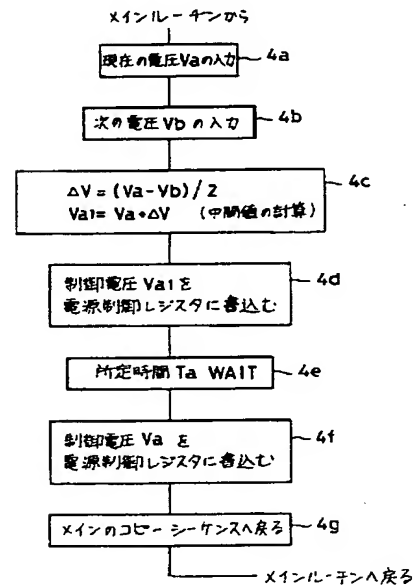 メインルーチンから
現在の電圧Vaの入力 4a
次の電圧Vbの入力 4b
4c
ΔV=(Va-Vb)/2
Va1=Va+ΔV (中間値の計算)
制御電圧Va1を 4d
電源制御レジスタに書込む
所定時間 Ta WAIT 4e
制御電圧Va を 4f
電源制御レジスタに書込む
メインのコピーシーケンスへ戻る 4g
メインルーチンへ戻る